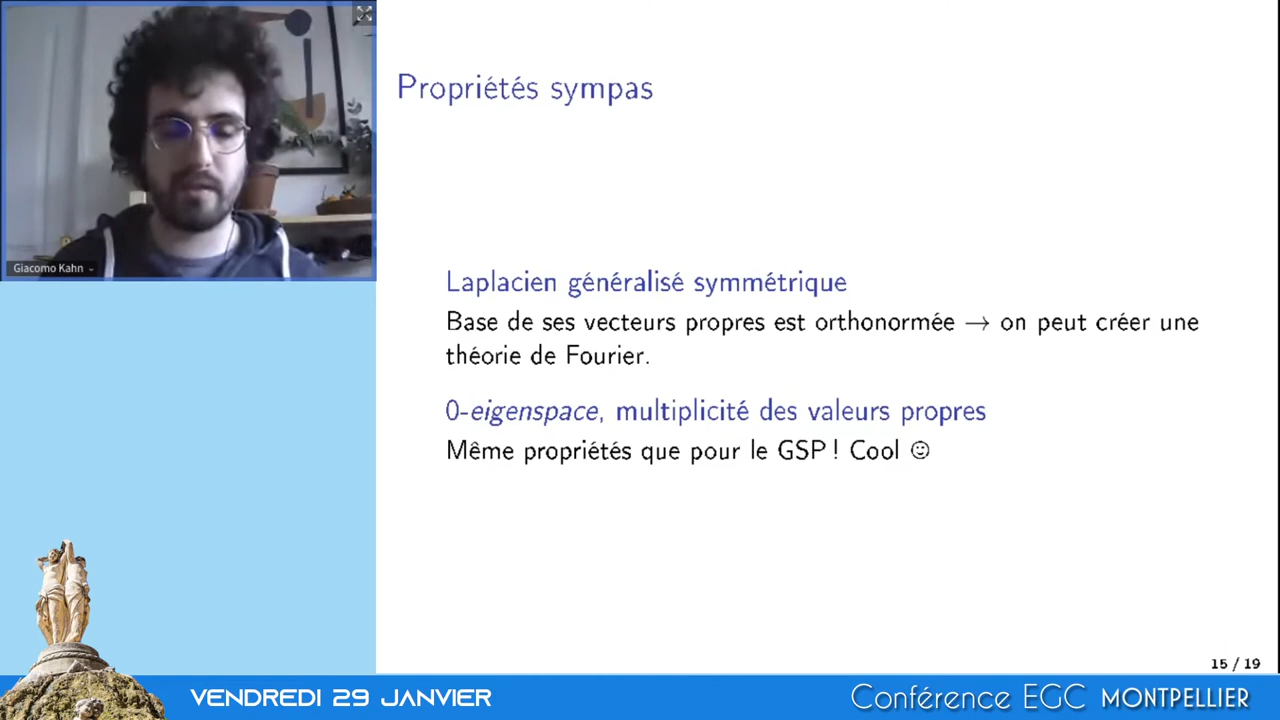 Propriétés sympas
Giacomo Kahn
Laplacien généralisé symmétrique
Base de ses vecteurs propres est orthonormée → on peut créer une
théorie de Fourier.
0-eigenspace, multiplicité des valeurs propres
Même propriétés que pour le GSP ! Cool ☺
15 / 19
VENDREDI 29 JANVIER
Conférence EGC MONTPELLIER